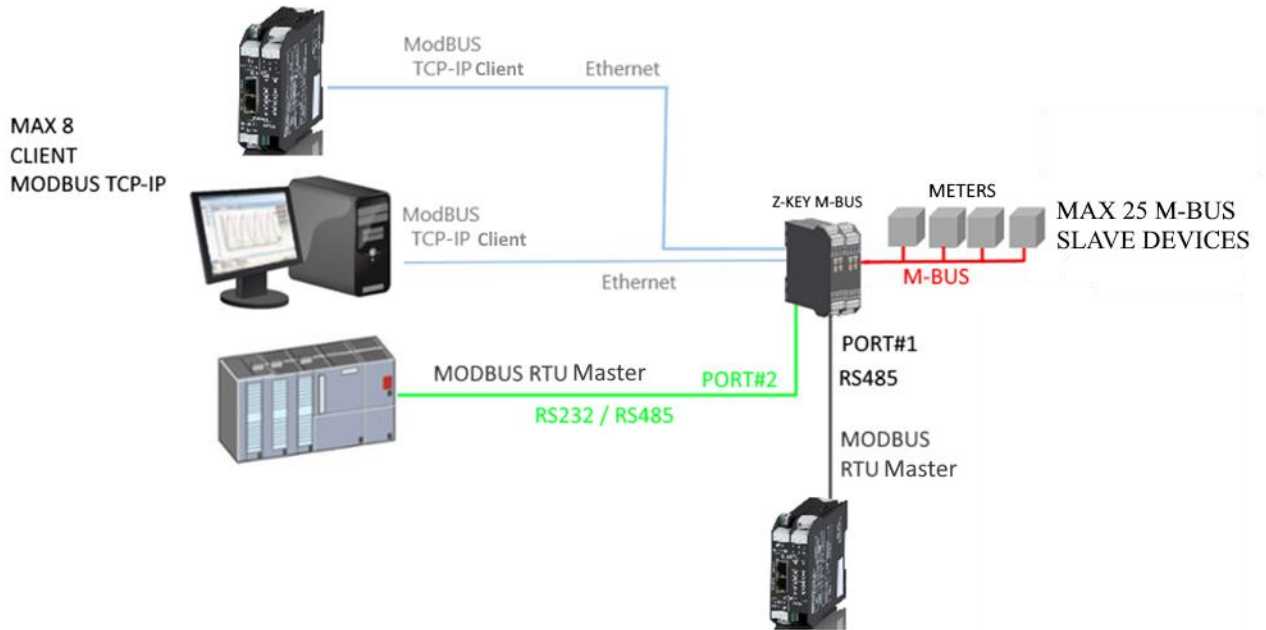 ModBUS
TCP-IP Client
Ethernet
MAX 8
CLIENT
MODBUS TCP-IP
ModBUS
TCP-IP Client
Ethernet
Z-KEY M-BUS
METERS
MAX 25 M-BUS
SLAVE DEVICES
M-BUS
MODBUS RTU Master
PORT#2
RS232 / RS485
PORT#1
RS485
MODBUS
RTU Master